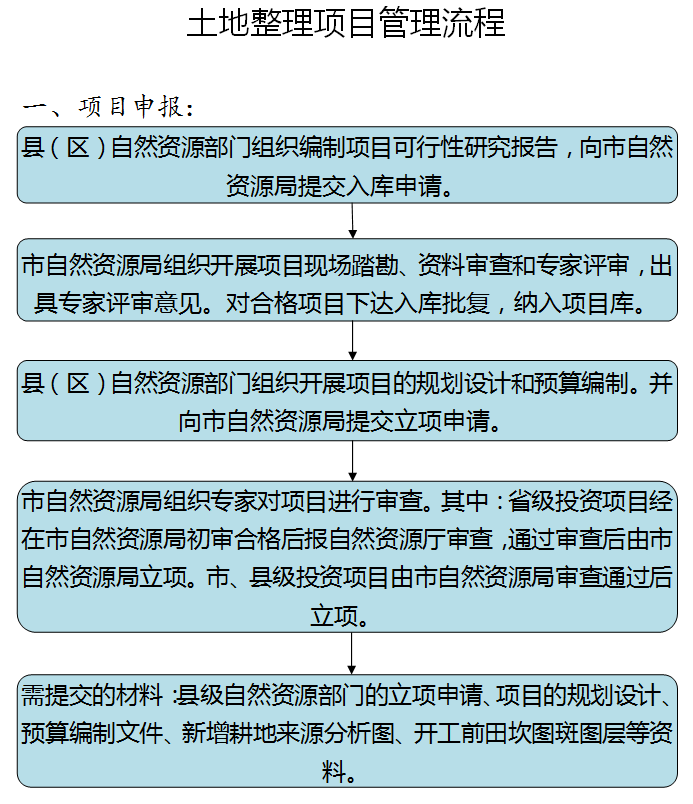 土地整理项目管理流程
一、项目申报：
县（区）自然资源部门组织编制项目可行性研究报告，向市自然
资源局提交入库申请。
市自然资源局组织开展项目现场踏勘、资料审查和专家评审，出
具专家评审意见。对合格项目下达入库批复，纳入项目库。
县（区）自然资源部门组织开展项目的规划设计和预算编制。并
向市自然资源局提交立项申请。
市自然资源局组织专家对项目进行审查。其中：省级投资项目经
在市自然资源局初审合格后报自然资源厅审查，通过审查后由市
自然资源局立项。市、县级投资项目由市自然资源局审查通过后
立项。
需提交的材料：县级自然资源部门的立项申请、项目的规划设计、
预算编制文件、新增耕地来源分析图、开工前田坎图斑图层等资
料。